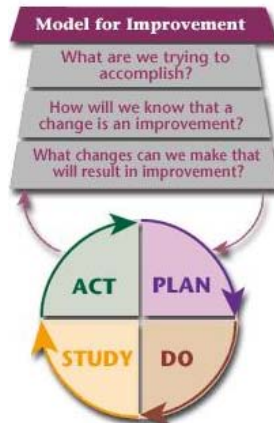 Model for Improvement
What are we trying to
accomplish?
How will we know that a
change is an improvement?
What changes can we make that
will result in improvement?
ACT
PLAN
STUDY
DO